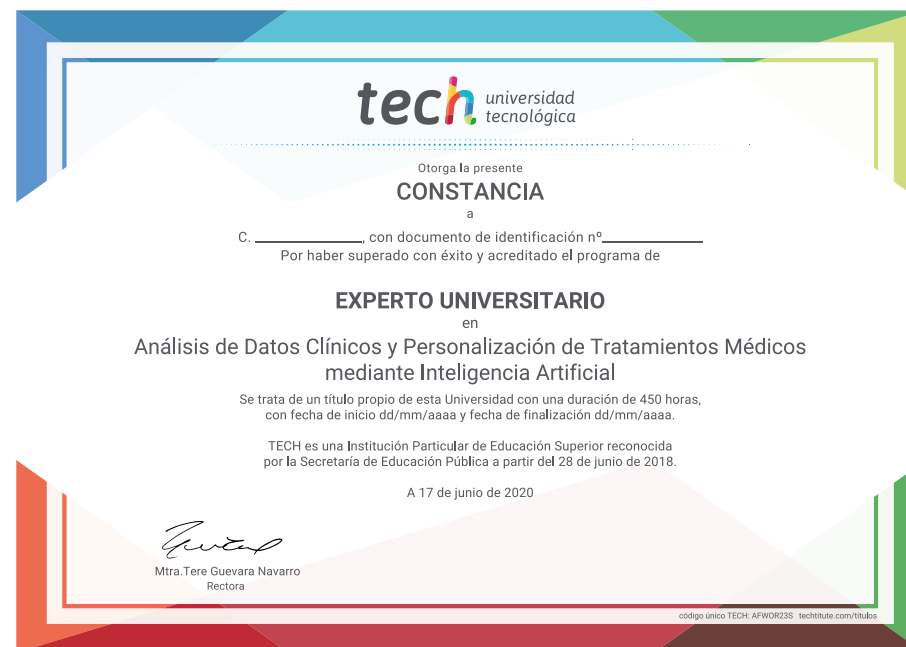 tech universidad
tecnológica
Otorga la presente
CONSTANCIA
a
C. ____________, con documento de identificación nº____________
Por haber superado con éxito y acreditado el programa de
EXPERTO UNIVERSITARIO
en
Análisis de Datos Clínicos y Personalización de Tratamientos Médicos
mediante Inteligencia Artificial
Se trata de un título propio de esta Universidad con una duración de 450 horas,
con fecha de inicio dd/mm/aaaa y fecha de finalización dd/mm/aaaa.
TECH es una Institución Particular de Educación Superior reconocida
por la Secretaría de Educación Pública a partir del 28 de junio de 2018.
A 17 de junio de 2020
Mtra.Tere Guevara Navarro
Rectora
código único TECH: AFWOR23S techtitute.com/titulos